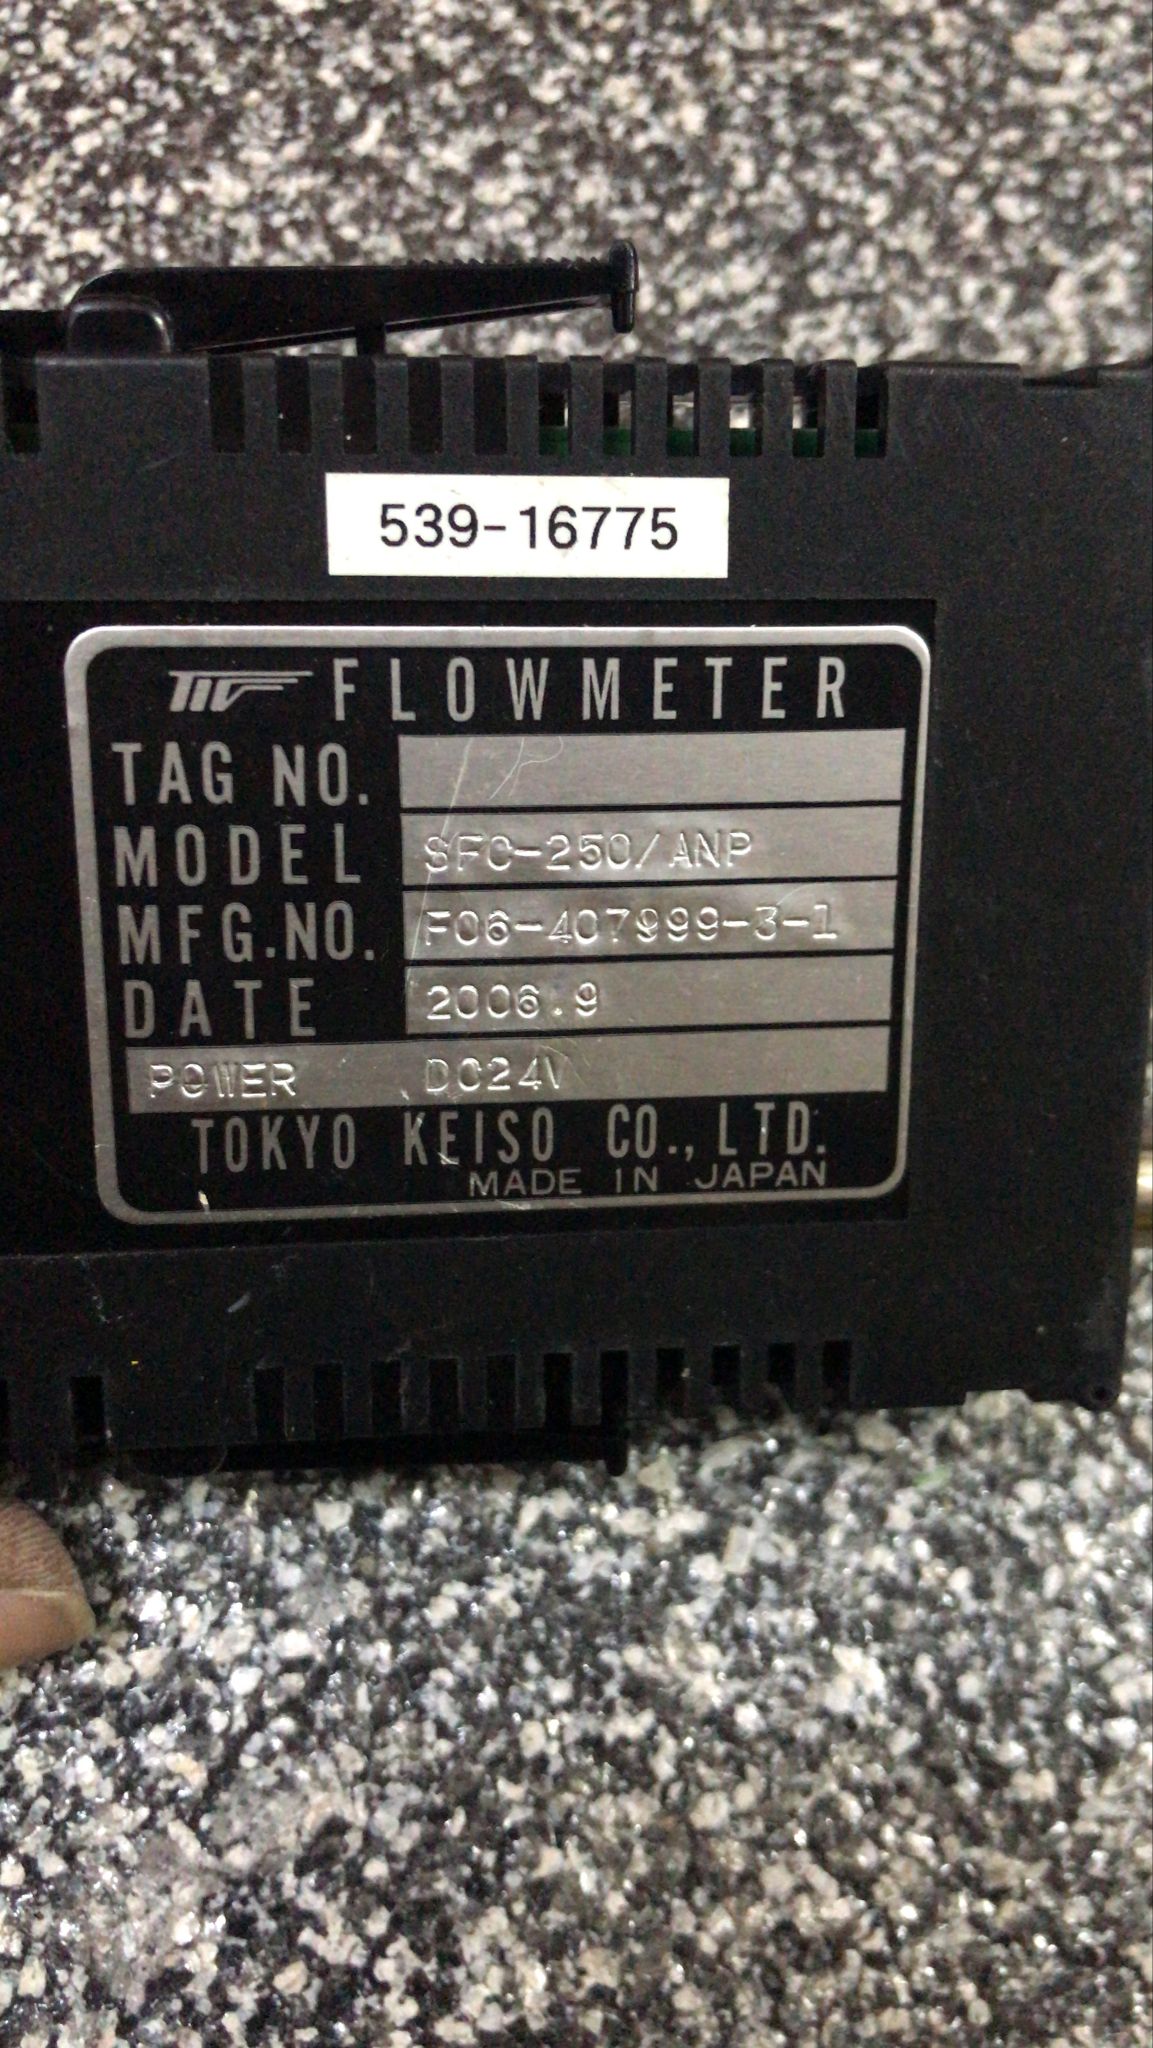 539-16775
TIV FLOWMETER
TAG NO.
MODEL SFC-250/ANP
MFG.NO. F06-407999-3-1
DATE 2006.9
POWER DC24V
TOKYO KEISO CO., LTD.
MADE IN JAPAN